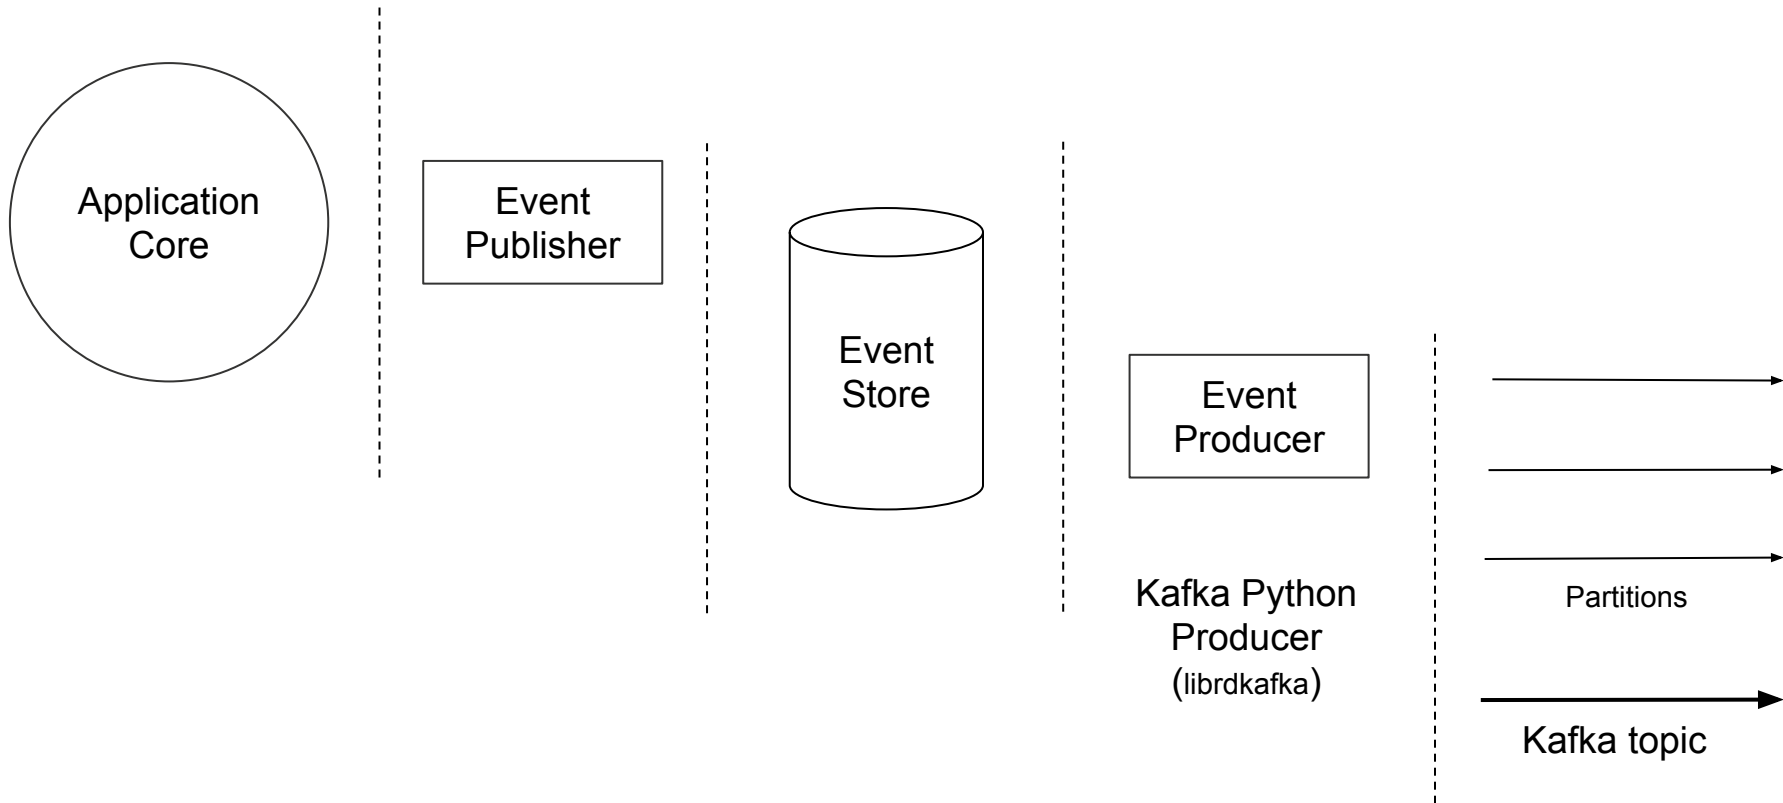 Application
Core
Event
Publisher
Event
Store
Event
Producer
Kafka Python
Producer
(librdkafka)
Partitions
Kafka topic